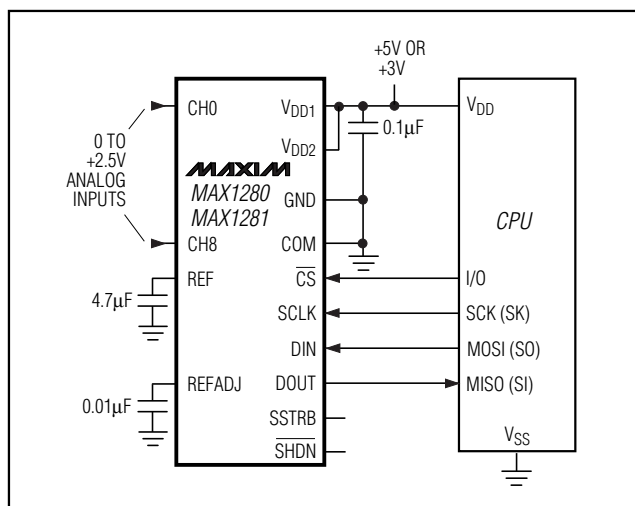 +5V OR
+3V
CH0
VDD1
VDD
0.1µF
0 TO
+2.5V
ANALOG
INPUTS
VDD2
MAXIM
MAX1280
MAX1281
GND
CPU
CH8
COM
REF
CS
I/O
4.7µF
SCLK
SCK (SK)
DIN
MOSI (SO)
REFADJ
DOUT
MISO (SI)
0.01µF
SSTRB
SHDN
VSS